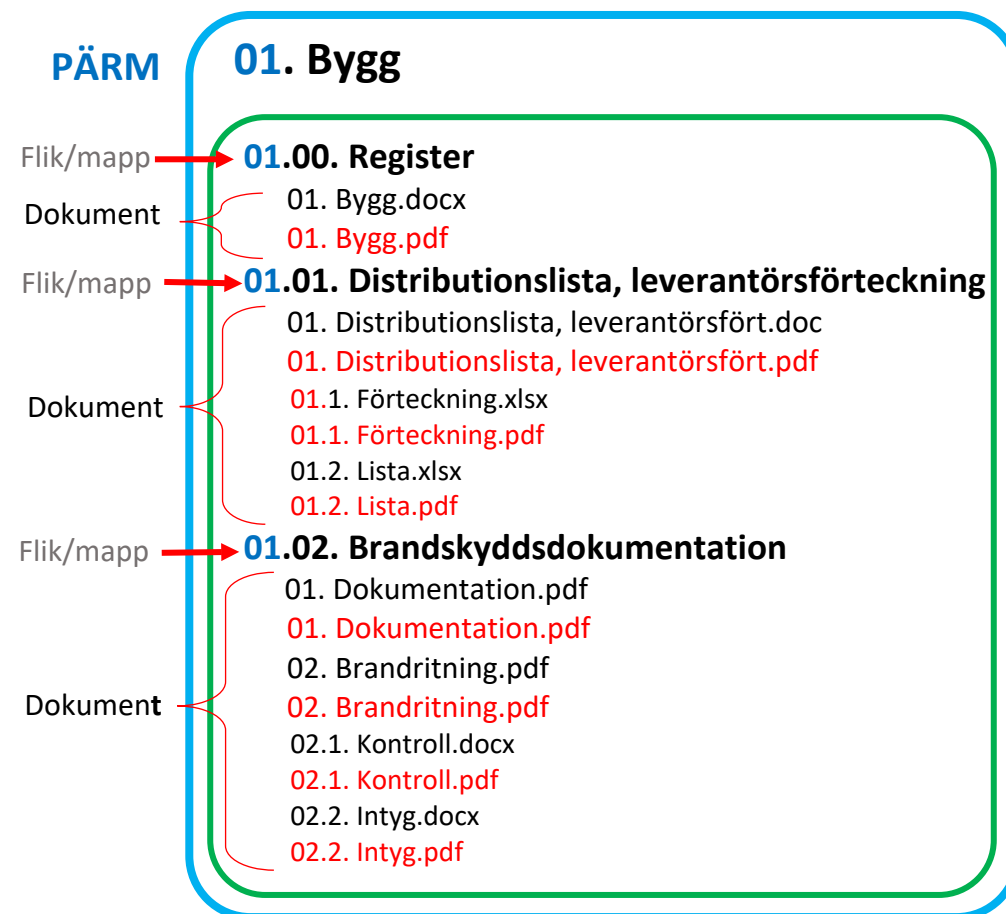 PÄRM 01. Bygg
Flik/mapp 01.00. Register
Dokument
01. Bygg.docx
01. Bygg.pdf
Flik/mapp 01.01. Distributionslista, leverantörsförteckning
Dokument
01. Distributionslista, leverantörsfört.doc
01. Distributionslista, leverantörsfört.pdf
01.1. Förteckning.xlsx
01.1. Förteckning.pdf
01.2. Lista.xlsx
01.2. Lista.pdf
Flik/mapp 01.02. Brandskyddsdokumentation
Dokument
01. Dokumentation.pdf
01. Dokumentation.pdf
02. Brandritning.pdf
02. Brandritning.pdf
02.1. Kontroll.docx
02.1. Kontroll.pdf
02.2. Intyg.docx
02.2. Intyg.pdf